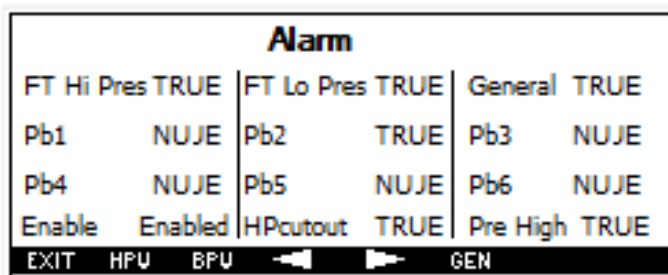 Alarm
FT Hi Pres TRUE FT Lo Pres TRUE General TRUE
Pb1 NUJE Pb2 TRUE Pb3 NUJE
Pb4 NUJE Pb5 NUJE Pb6 NUJE
Enable Enabled HPcutout TRUE Pre High TRUE
EXIT HPU BPU GEN